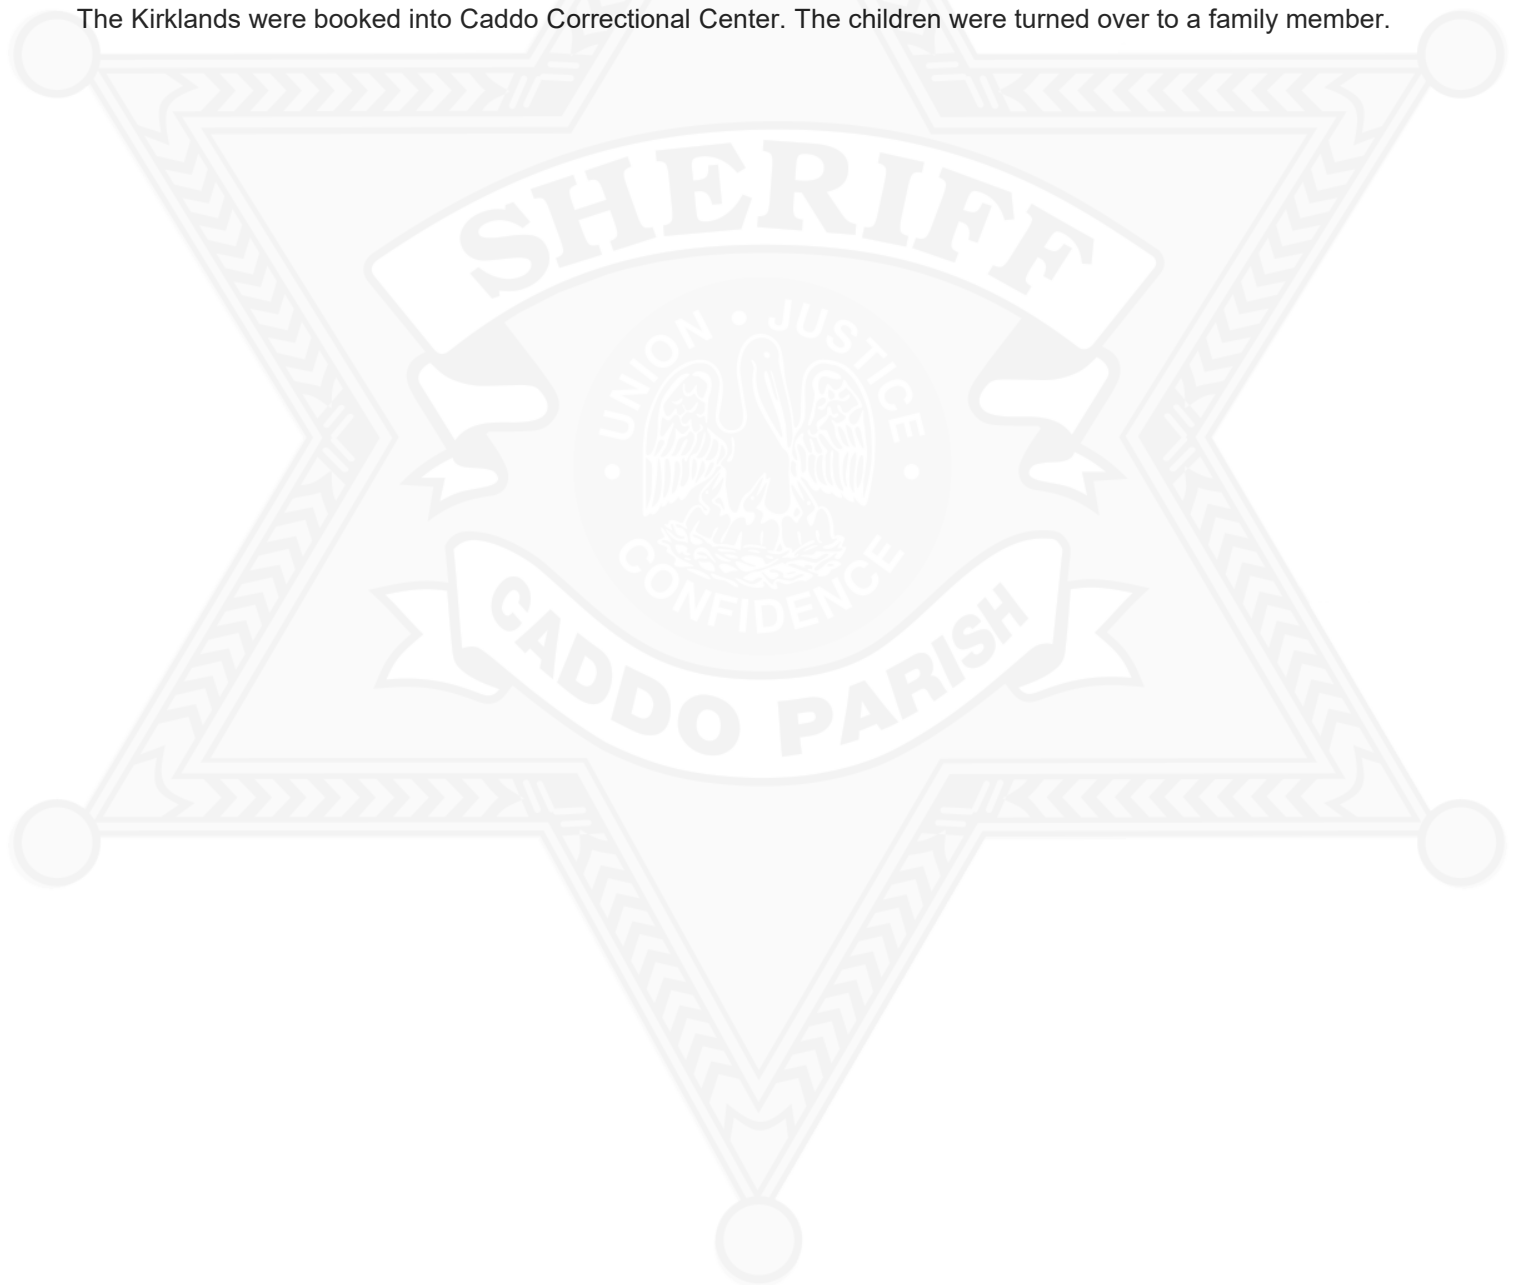 The Kirklands were booked into Caddo Correctional Center. The children were turned over to a family member.
SHERIFF
UNION • JUSTICE
• CONFIDENCE •
CADDO PARISH